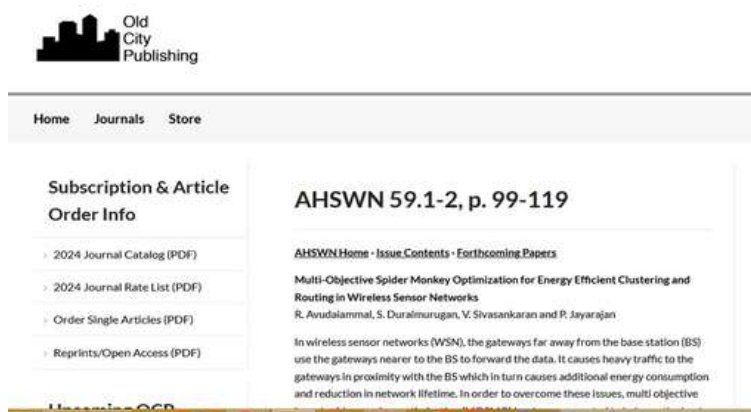 Old
City
Publishing
Home Journals Store
Subscription & Article
Order Info
› 2024 Journal Catalog (PDF)
› 2024 Journal Rate List (PDF)
› Order Single Articles (PDF)
› Reprints/Open Access (PDF)
AHSWN 59.1-2, p. 99-119
AHSWN Home • Issue Contents • Forthcoming Papers
Multi-Objective Spider Monkey Optimization for Energy Efficient Clustering and
Routing in Wireless Sensor Networks
R. Avudaiammal, S. Duraimurugan, V. Sivasankaran and P. Jayarajan
In wireless sensor networks (WSN), the gateways far away from the base station (BS)
use the gateways nearer to the BS to forward the data. It causes heavy traffic to the
gateways in proximity with the BS which in turn causes additional energy consumption
and reduction in network lifetime. In order to overcome these issues, multi objective